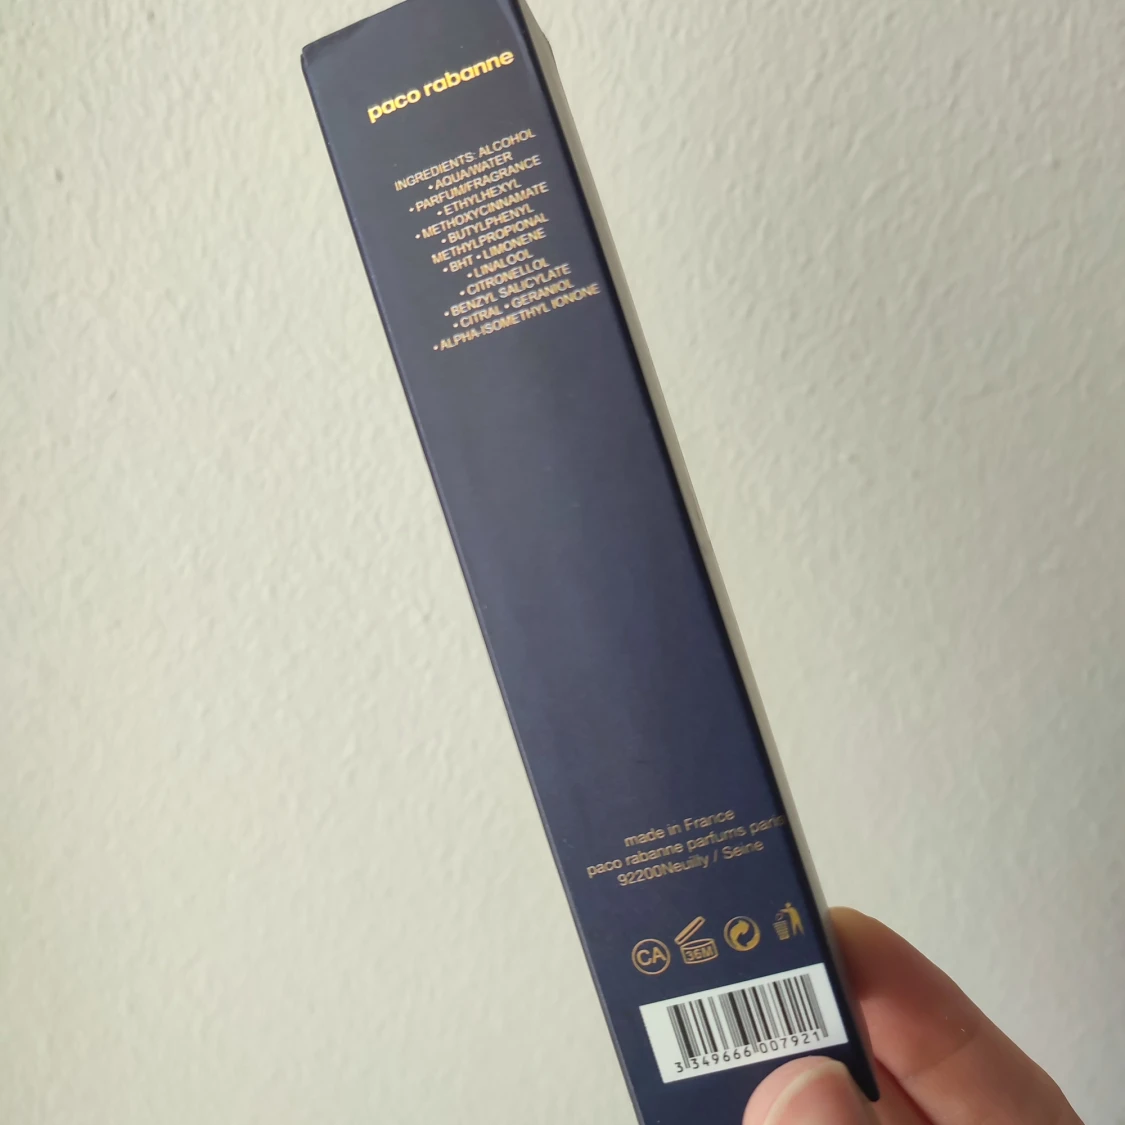 paco rabanne
INGREDIENTS: ALCOHOL
• AQUA/WATER
• PARFUM/FRAGRANCE
• ETHYLHEXYL
• METHOXYCINNAMATE
• BUTYLPHENYL
METHYLPROPIONAL
• BHT • LIMONENE
• LINALOOL
• CITRONELLOL
• BENZYL SALICYLATE
• CITRAL • GERANIOL
• ALPHA-ISOMETHYL IONONE
made in France
paco rabanne parfums paris
92200Neuilly / Seine
CA 36M
3 349666 007921